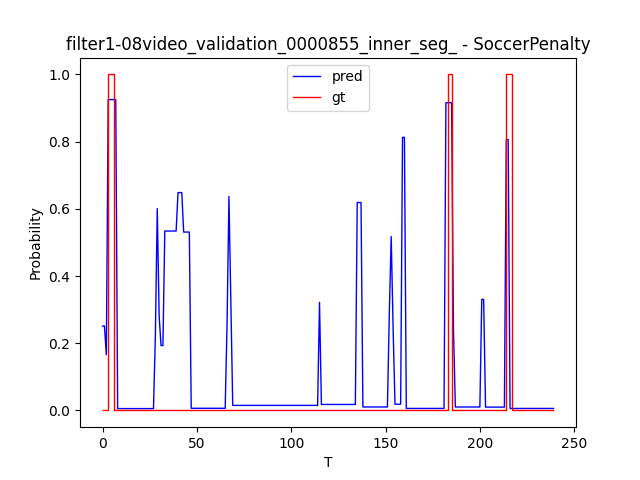 filter1-08video_validation_0000855_inner_seg_ - SoccerPenalty
pred
gt
Probability
1.0
0.8
0.6
0.4
0.2
0.0
0
50
100
150
200
250
T